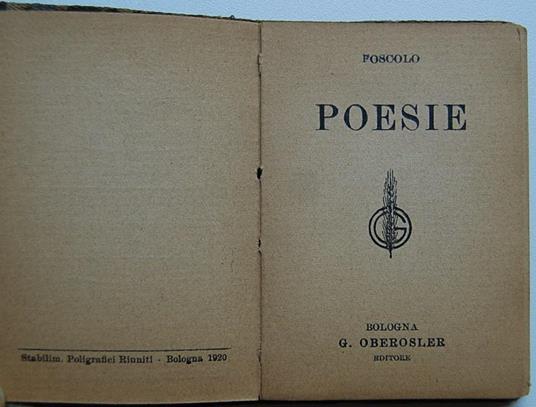 Stabilim. Poligrafici Riuniti - Bologna 1920
FOSCOLO
POESIE
G
BOLOGNA
G. OBEROSLER
EDITORE